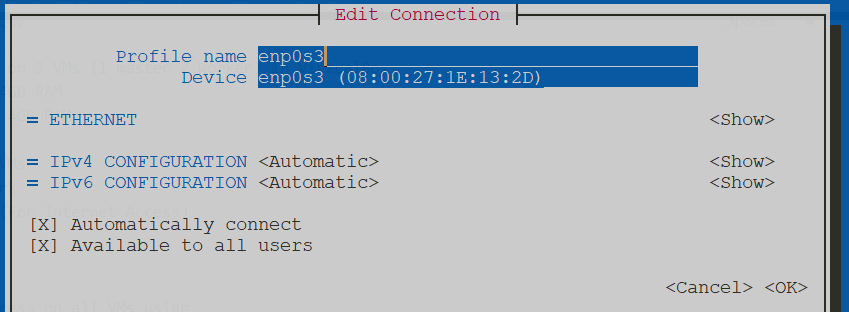 Edit Connection
Profile name enp0s3
Device enp0s3 (08:00:27:1E:13:2D)
= ETHERNET <Show>
= IPv4 CONFIGURATION <Automatic> <Show>
= IPv6 CONFIGURATION <Automatic> <Show>
[X] Automatically connect
[X] Available to all users
<Cancel> <OK>